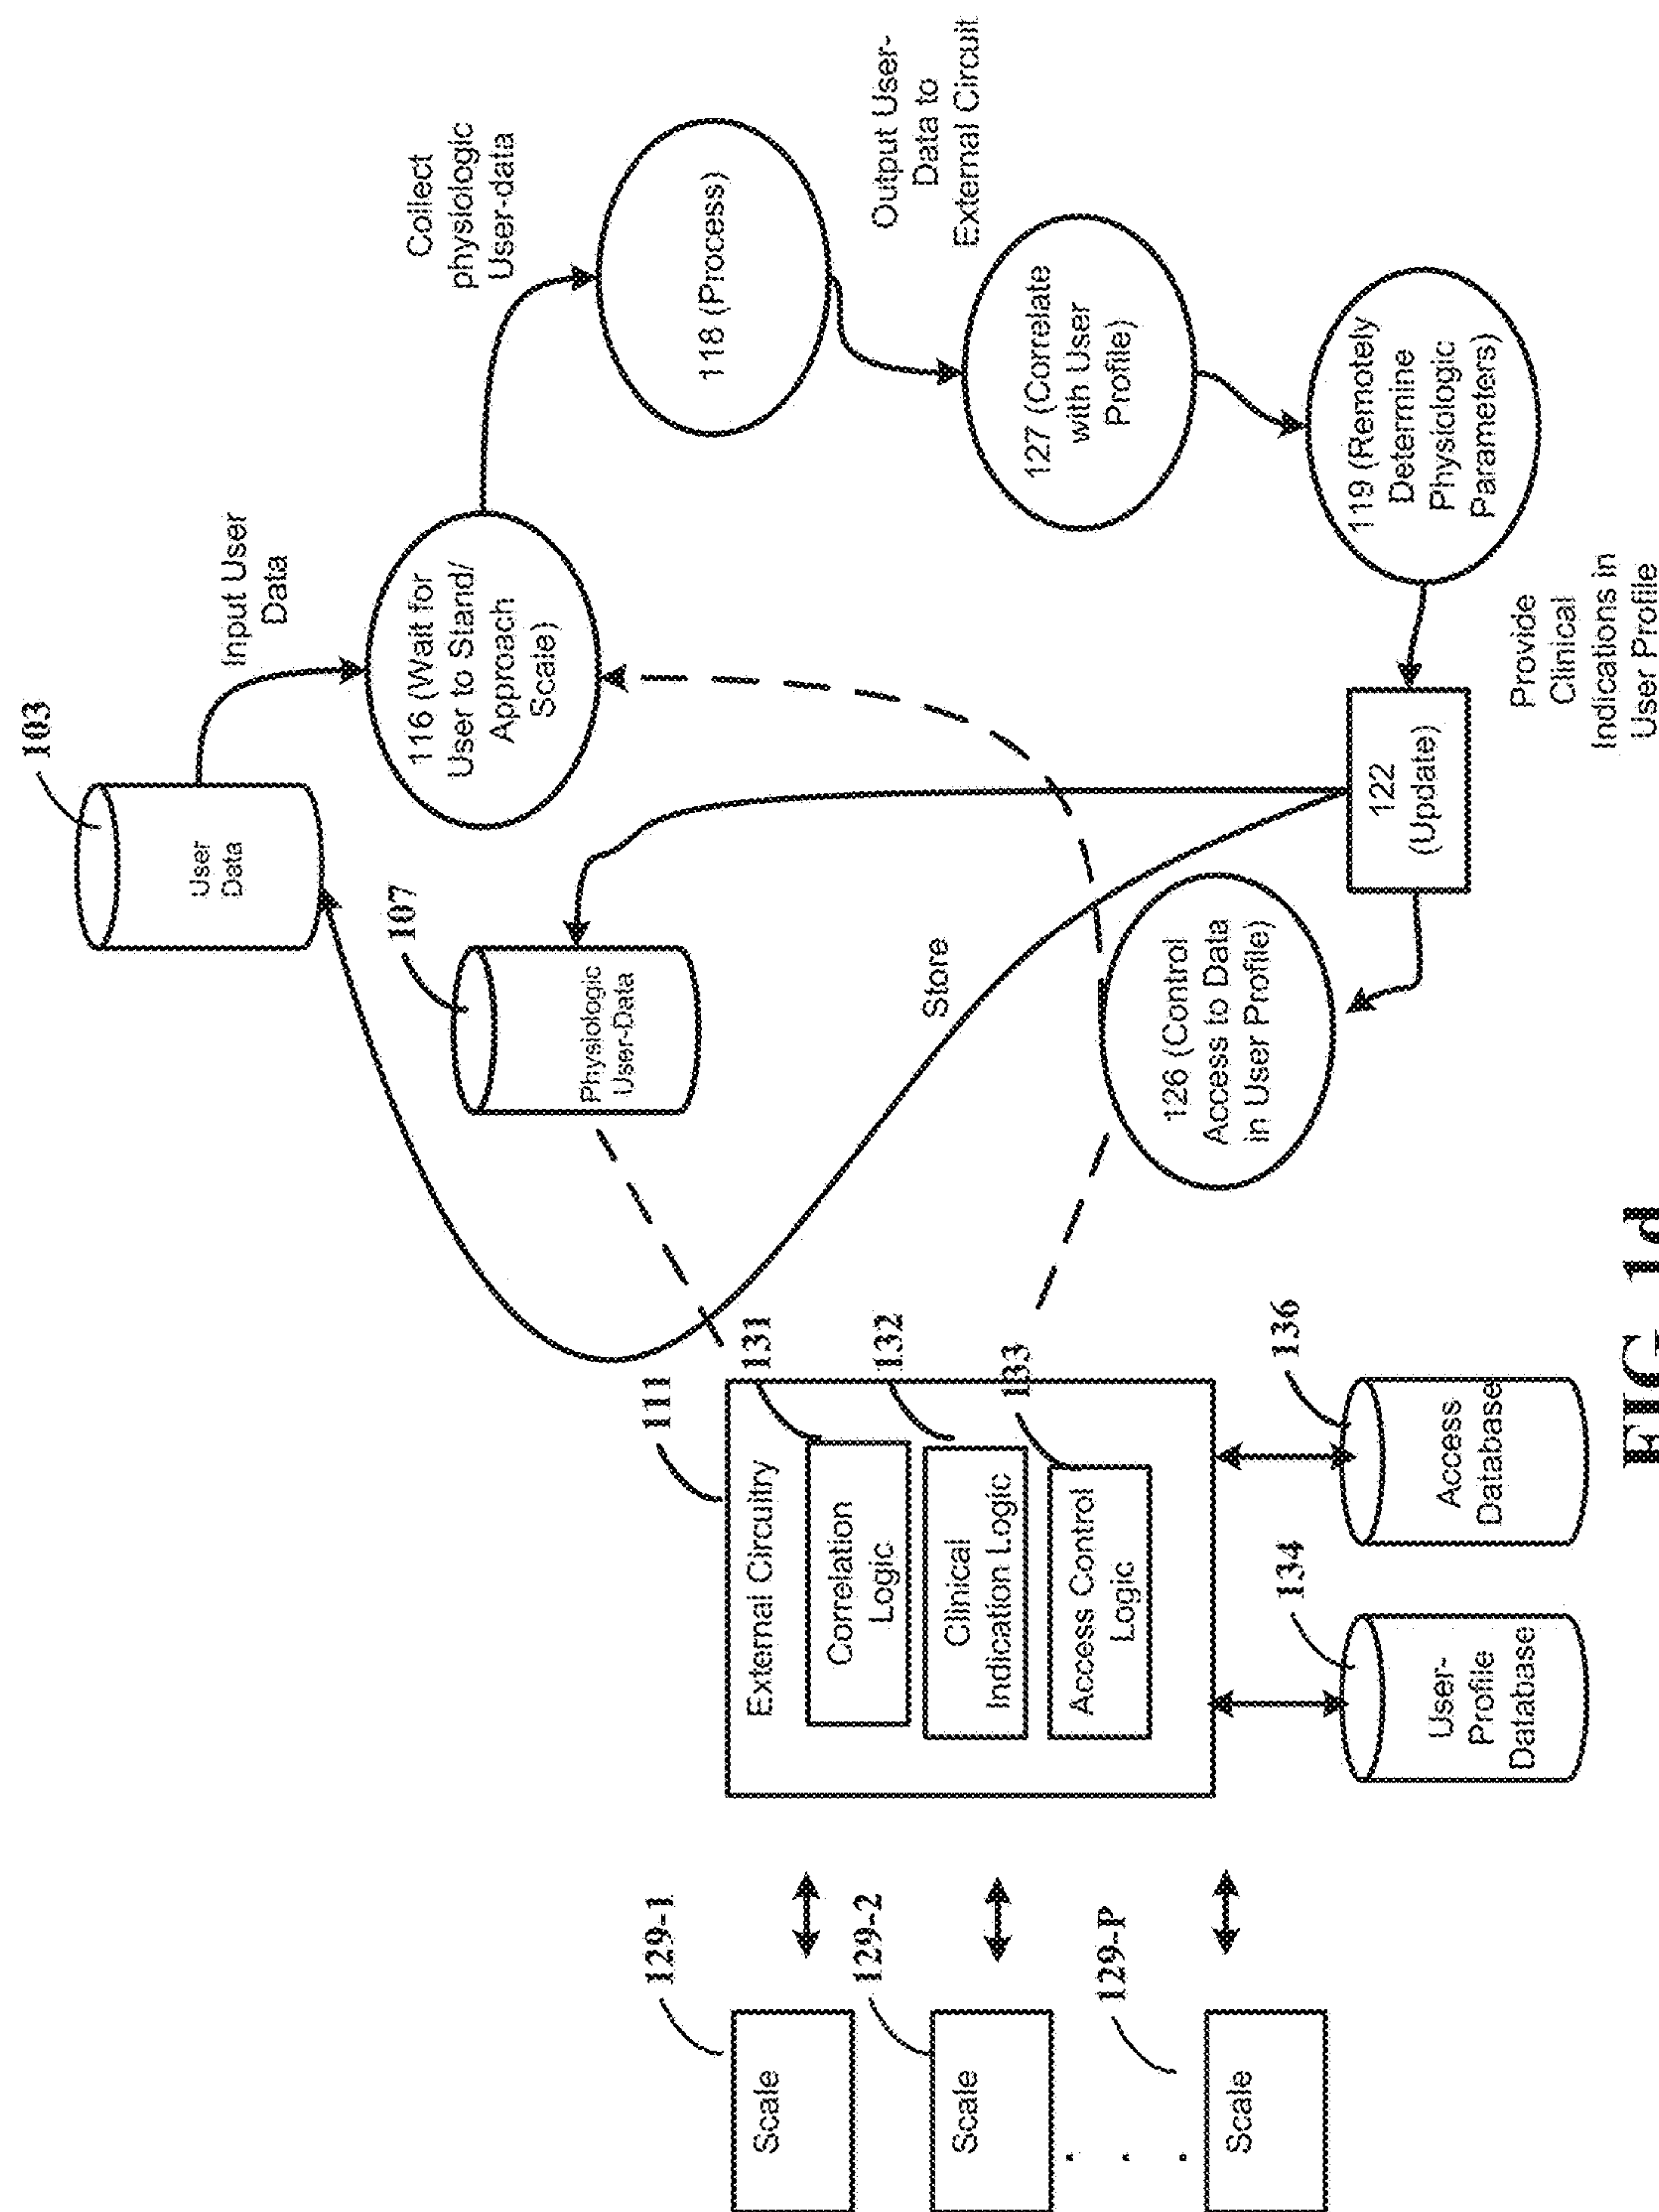 129-1
Scale
129-2
Scale
129-P
Scale
111
External Circuitry
131
Correlation
Logic
132
Clinical
Indication Logic
133
Access Control
Logic
134
User-
Profile
Database
136
Access
Database
103
User
Data
107
Physiologic
User-Data
Store
Input User
Data
116 (Wait for
User to Stand/
Approach
Scale)
Collect
physiologic
User-data
118 (Process)
Output User-
Data to
External Circuit
127 (Correlate
with User
Profile)
119 (Remotely
Determine
Physiologic
Parameters)
Provide
Clinical
Indications in
User Profile
122
(Update)
126 (Control
Access to Data
in User Profile)
FIG. 1d